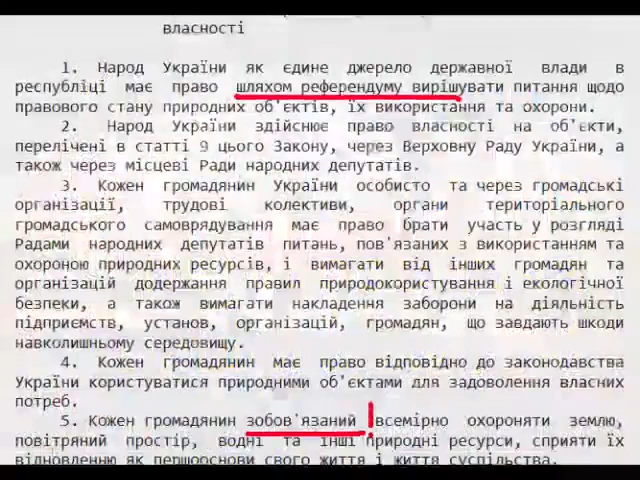 власності
1. Народ України як єдине джерело державної влади в
республіці має право шляхом референдуму вирішувати питання щодо
правового стану природних об'єктів, їх використання та охорони.
2. Народ України здійснює право власності на об'єкти,
перелічені в статті 9 цього Закону, через Верховну Раду України, а
також через місцеві Ради народних депутатів.
3. Кожен громадянин України особисто та через громадські
організації, трудові колективи, органи територіального
громадського самоврядування має право брати участь у розгляді
Радами народних депутатів питань, пов'язаних з використанням та
охороною природних ресурсів, і вимагати від інших громадян та
організацій додержання правил природокористування і екологічної
безпеки, а також вимагати накладення заборони на діяльність
підприємств, установ, організацій, громадян, що завдають шкоди
навколишньому середовищу.
4. Кожен громадянин має право відповідно до законодавства
України користуватися природними об'єктами для задоволення власних
потреб.
5. Кожен громадянин зобов'язаний всемірно охороняти землю,
повітряний простір, водні та інші природні ресурси, сприяти їх
відновленню як першооснови свого життя і життя суспільства.